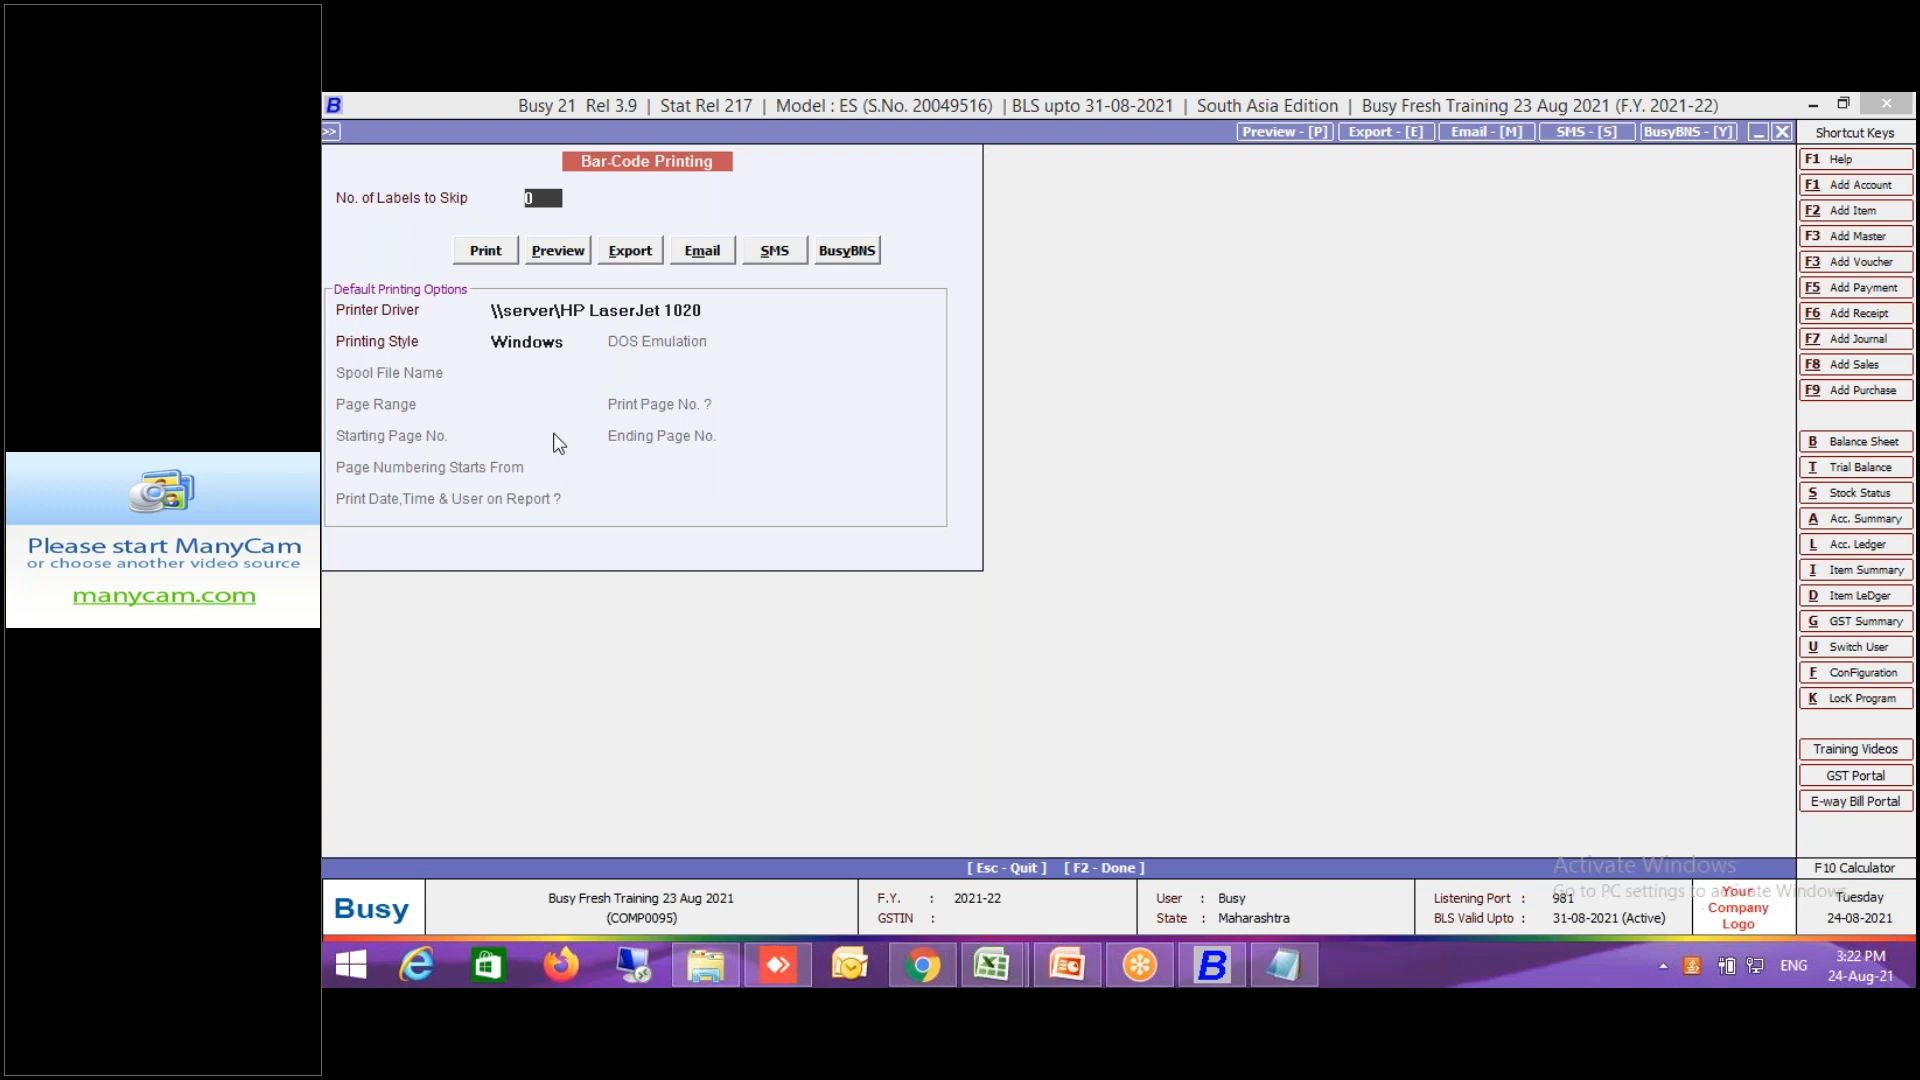 B Busy 21 Rel 3.9 | Stat Rel 217 | Model : ES (S.No. 20049516) | BLS upto 31-08-2021 | South Asia Edition | Busy Fresh Training 23 Aug 2021 (F.Y. 2021-22)
>> Preview - [P] Export - [E] Email - [M] SMS - [S] BusyBNS - [Y]
Bar-Code Printing
No. of Labels to Skip 0
Print Preview Export Email SMS BusyBNS
Default Printing Options
Printer Driver \\server\HP LaserJet 1020
Printing Style Windows DOS Emulation
Spool File Name
Page Range Print Page No. ?
Starting Page No. Ending Page No.
Page Numbering Starts From
Print Date,Time & User on Report ?
Please start ManyCam
or choose another video source
manycam.com
Shortcut Keys
F1 Help
F1 Add Account
F2 Add Item
F3 Add Master
F3 Add Voucher
F5 Add Payment
F6 Add Receipt
F7 Add Journal
F8 Add Sales
F9 Add Purchase
B Balance Sheet
T Trial Balance
S Stock Status
A Acc. Summary
L Acc. Ledger
I Item Summary
D Item LeDger
G GST Summary
U Switch User
F ConFiguration
K LocK Program
Training Videos
GST Portal
E-way Bill Portal
[ Esc - Quit ] [ F2 - Done ]
F10 Calculator
Activate Windows
Go to PC settings to activate Windows.
Busy
Busy Fresh Training 23 Aug 2021
(COMP0095)
F.Y. : 2021-22
GSTIN :
User : Busy
State : Maharashtra
Listening Port : 981
BLS Valid Upto : 31-08-2021 (Active)
Your
Company
Logo
Tuesday
24-08-2021
ENG
3:22 PM
24-Aug-21